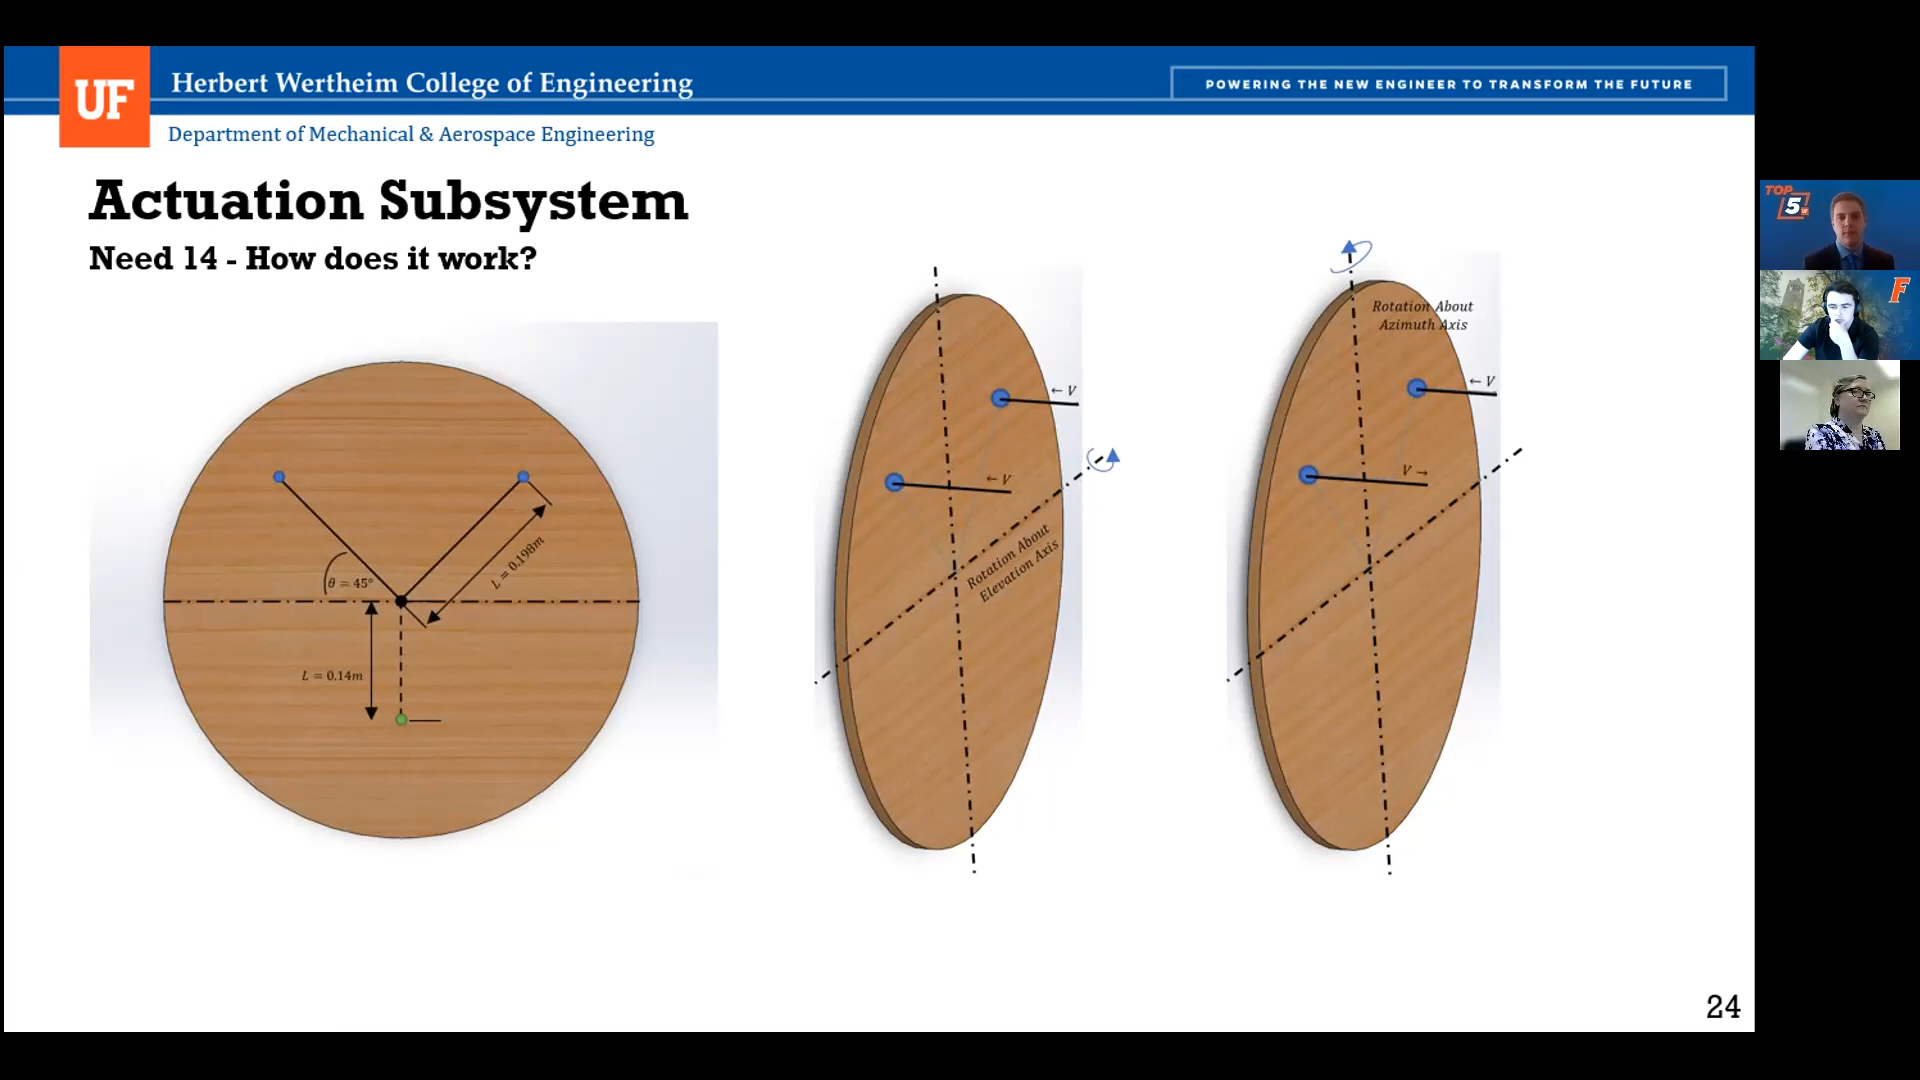 UF
Herbert Wertheim College of Engineering
POWERING THE NEW ENGINEER TO TRANSFORM THE FUTURE
Department of Mechanical & Aerospace Engineering
Actuation Subsystem
Need 14 - How does it work?
θ = 45°
L = 0.198m
L = 0.14m
← V
← V
Rotation About
Elevation Axis
Rotation About
Azimuth Axis
← V
V →
24
TOP
5
F